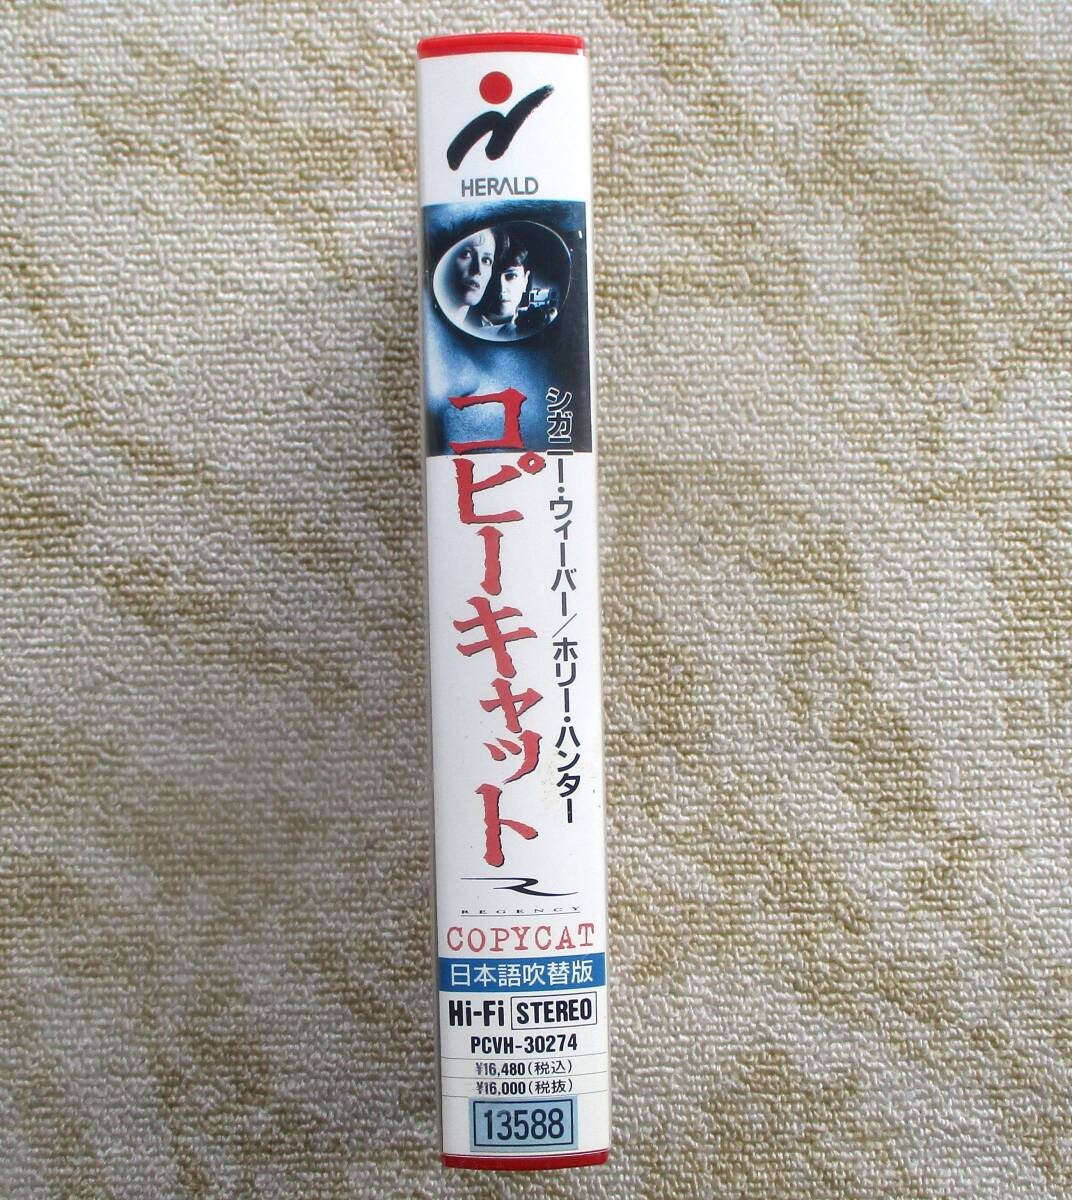 HERALD
シガニー・ウィーバー/ホリー・ハンター
コピーキャット
REGENCY
COPYCAT
日本語吹替版
Hi-Fi STEREO
PCVH-30274
¥16,480(税込)
¥16,000(税抜)
13588